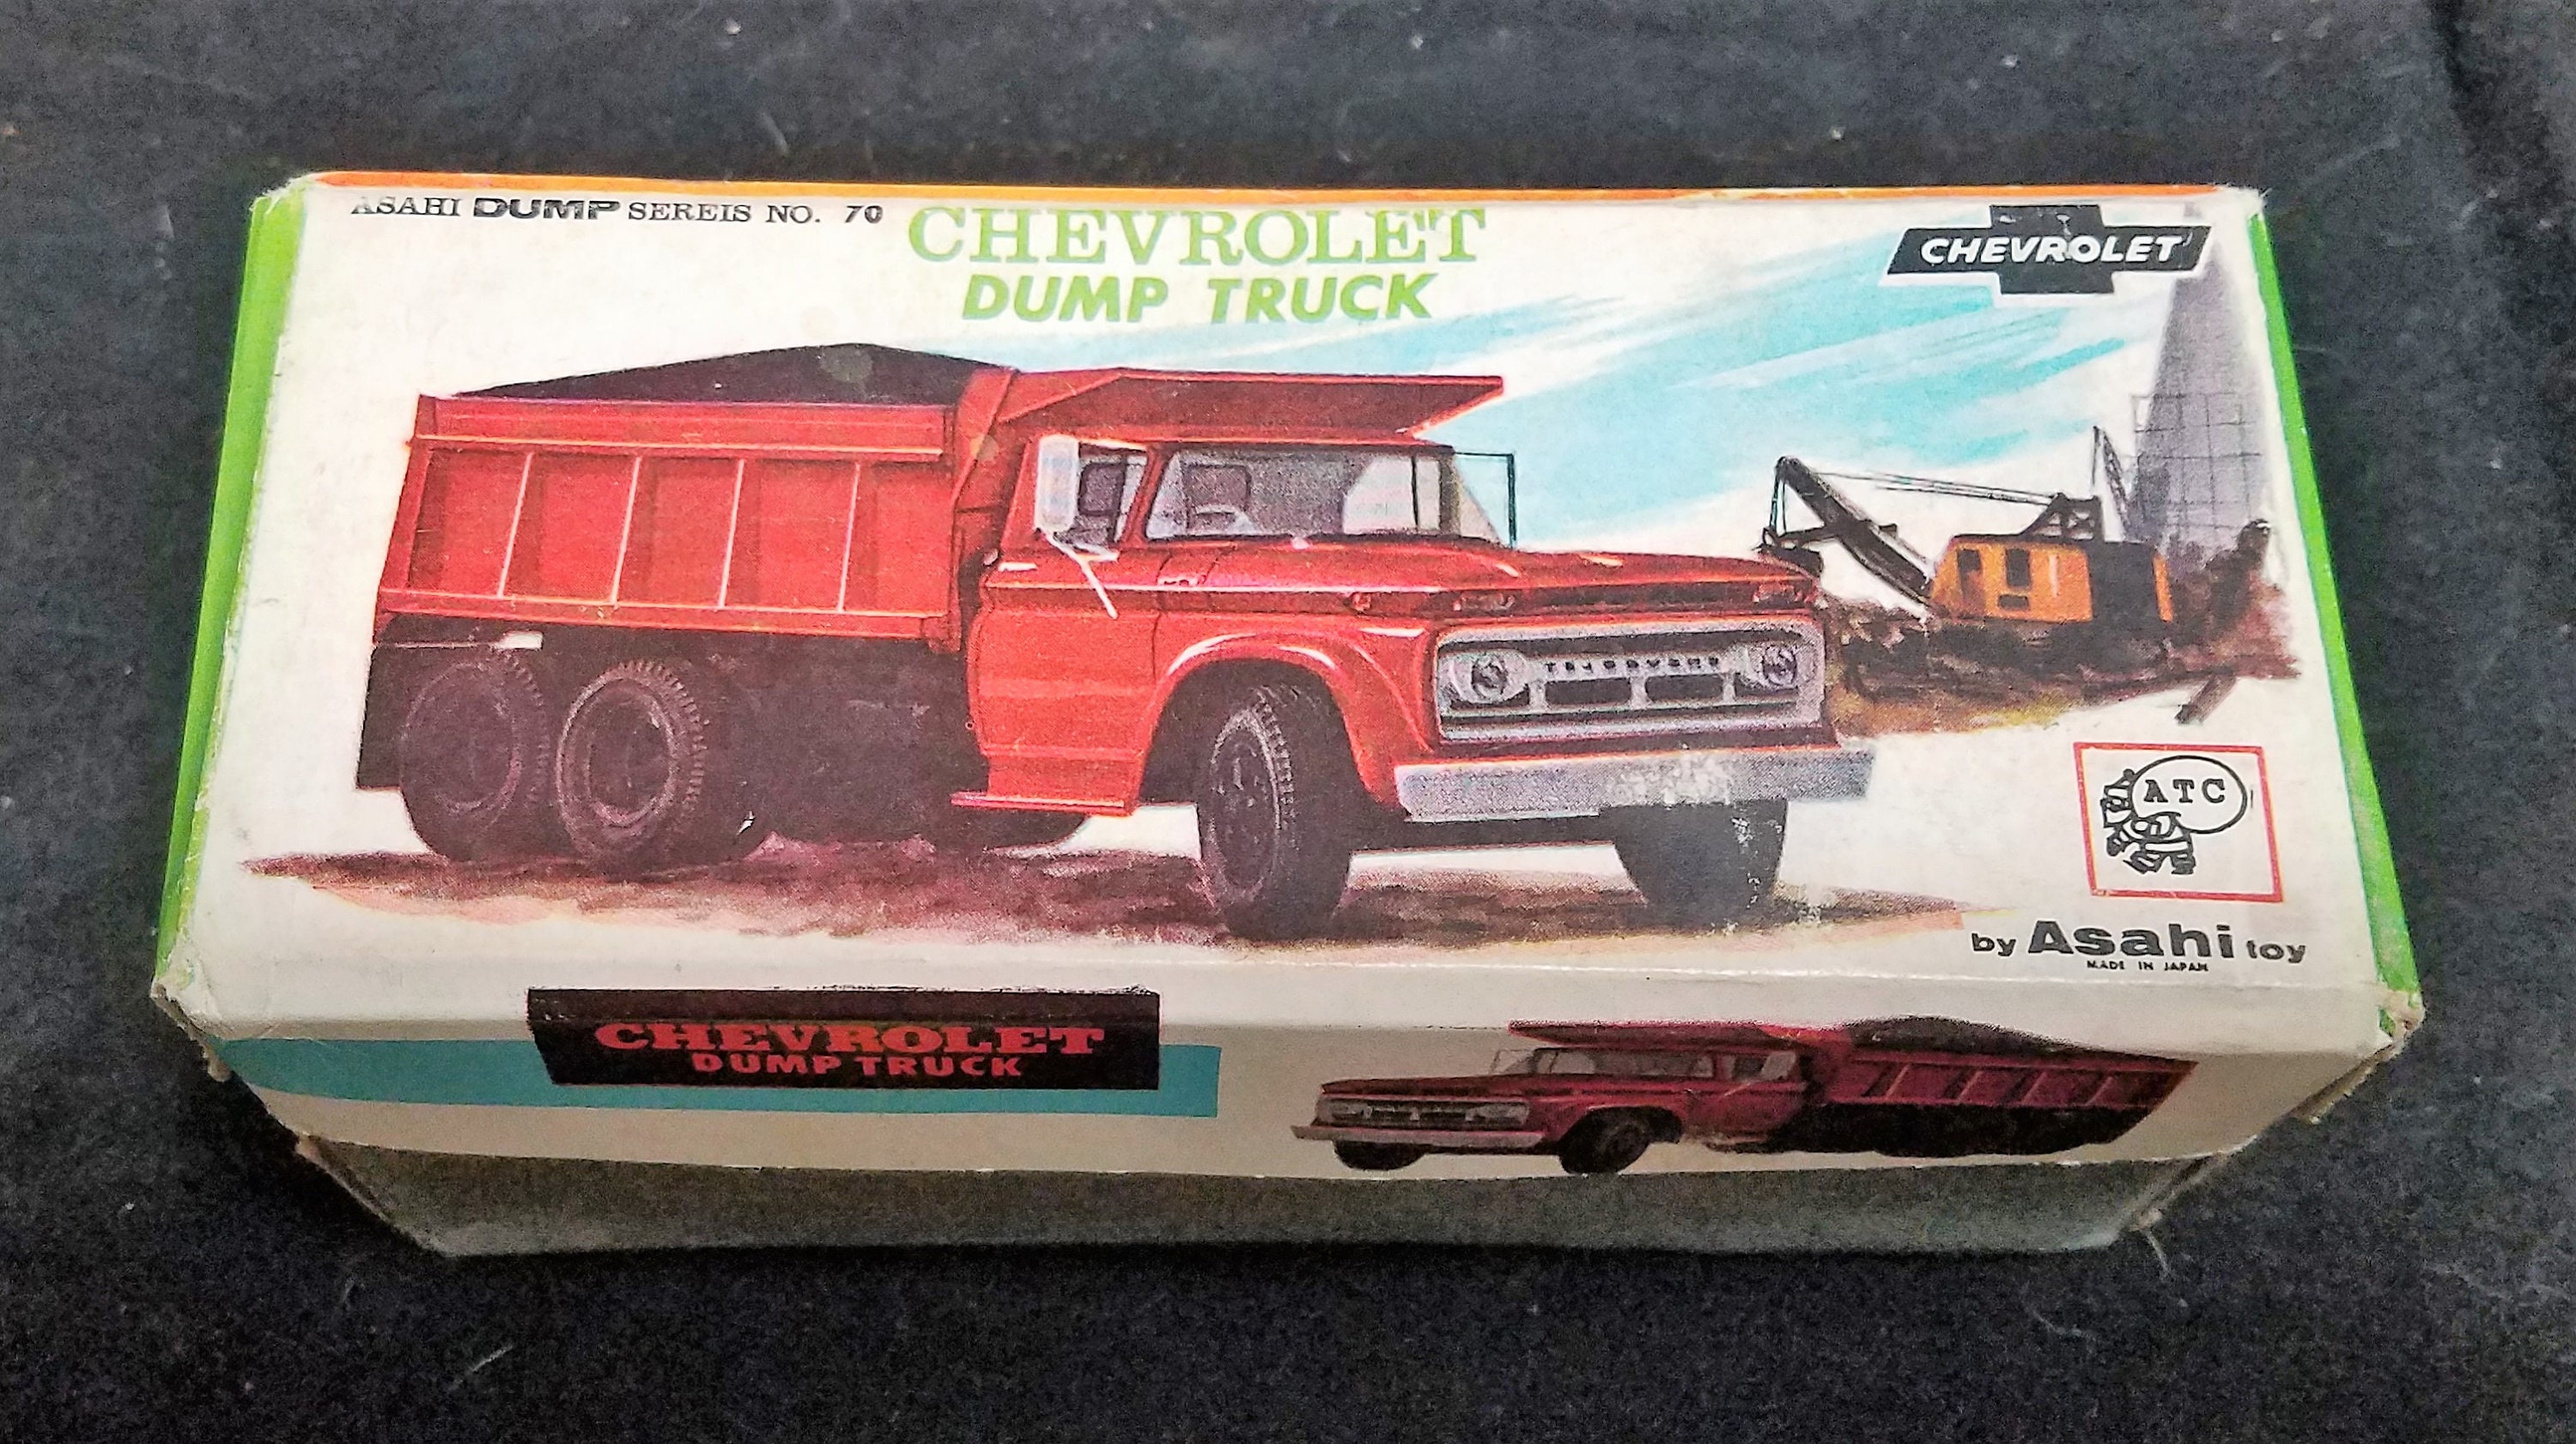 ASAHI DUMP SEREIS NO. 70
CHEVROLET
DUMP TRUCK
CHEVROLET
ATC
by Asahi toy
MADE IN JAPAN
CHEVROLET
DUMP TRUCK